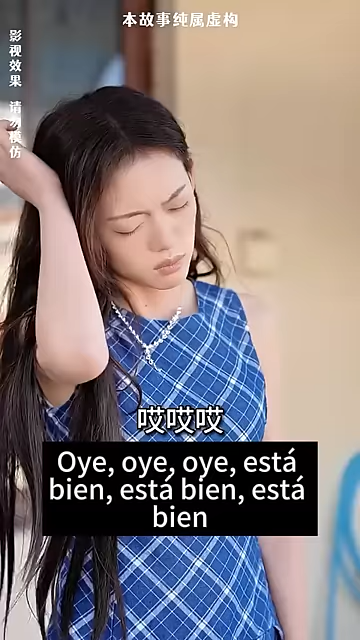 本故事纯属虚构
影视效果 请勿模仿
哎哎哎
Oye, oye, oye, está
bien, está bien, está
bien